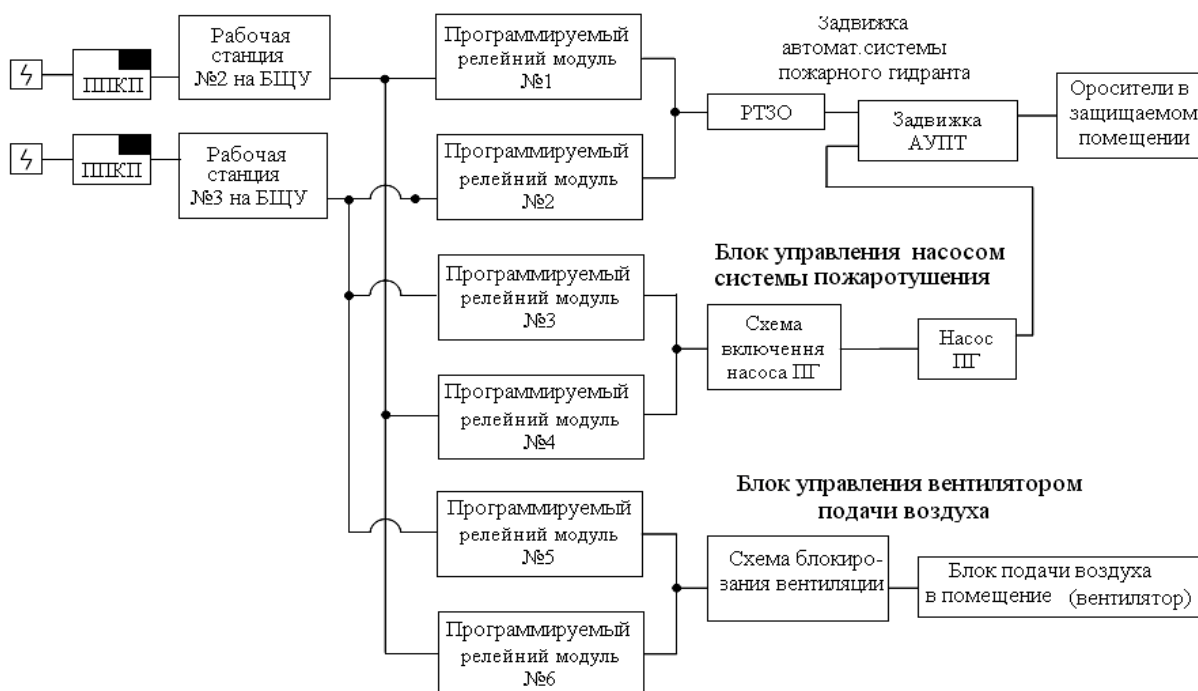 ППКП
Рабочая
станция
№2 на БЩУ
Программируемый
релейний модуль
№1
Задвижка
автомат.системы
пожарного гидранта
РТЗО
Задвижка
АУПТ
Оросители в
защищаемом
помещении
ППКП
Рабочая
станция
№3 на БЩУ
Программируемый
релейний модуль
№2
Блок управления насосом
системы пожаротушения
Программируемый
релейний модуль
№3
Схема
включення
насоса ПГ
Насос
ПГ
Программируемый
релейний модуль
№4
Блок управления вентилятором
подачи воздуха
Программируемый
релейний модуль
№5
Схема блокиро-
вания вентиляции
Блок подачи воздуха
в помещение (вентилятор)
Программируемый
релейний модуль
№6